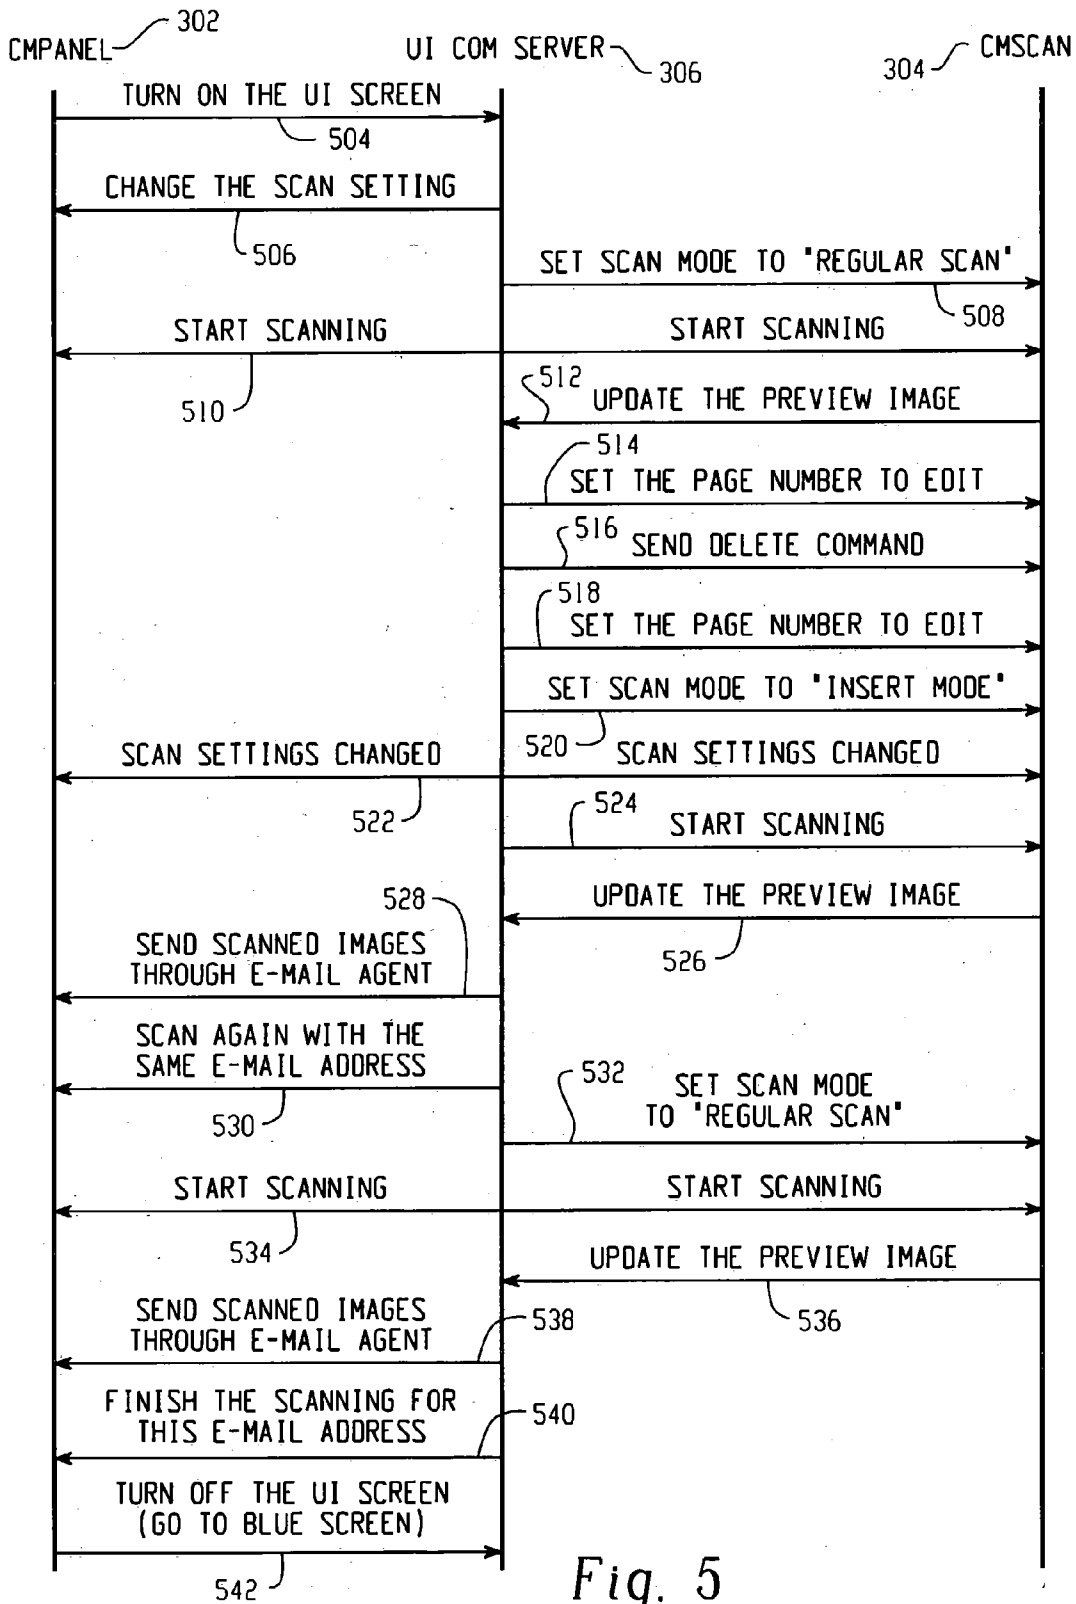 302
CMPANEL
UI COM SERVER
306
304
CMSCAN
TURN ON THE UI SCREEN
504
CHANGE THE SCAN SETTING
506
SET SCAN MODE TO "REGULAR SCAN"
508
START SCANNING
START SCANNING
510
512
UPDATE THE PREVIEW IMAGE
514
SET THE PAGE NUMBER TO EDIT
516
SEND DELETE COMMAND
518
SET THE PAGE NUMBER TO EDIT
SET SCAN MODE TO "INSERT MODE"
520
SCAN SETTINGS CHANGED
SCAN SETTINGS CHANGED
522
524
START SCANNING
528
UPDATE THE PREVIEW IMAGE
526
SEND SCANNED IMAGES
THROUGH E-MAIL AGENT
SCAN AGAIN WITH THE
SAME E-MAIL ADDRESS
530
532
SET SCAN MODE
TO "REGULAR SCAN"
START SCANNING
START SCANNING
534
UPDATE THE PREVIEW IMAGE
536
SEND SCANNED IMAGES
THROUGH E-MAIL AGENT
538
FINISH THE SCANNING FOR
THIS E-MAIL ADDRESS
540
TURN OFF THE UI SCREEN
(GO TO BLUE SCREEN)
542
Fig. 5